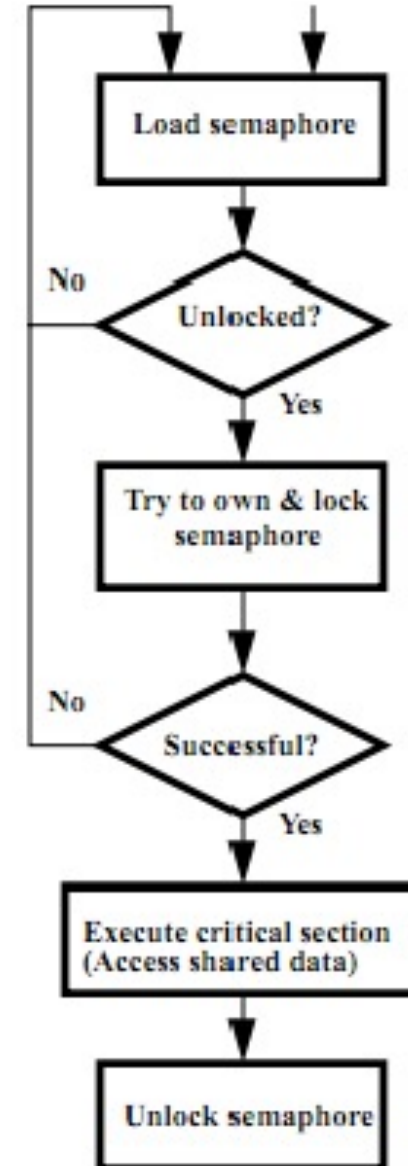 Load semaphore
No
Unlocked?
Yes
Try to own & lock
semaphore
No
Successful?
Yes
Execute critical section
(Access shared data)
Unlock semaphore